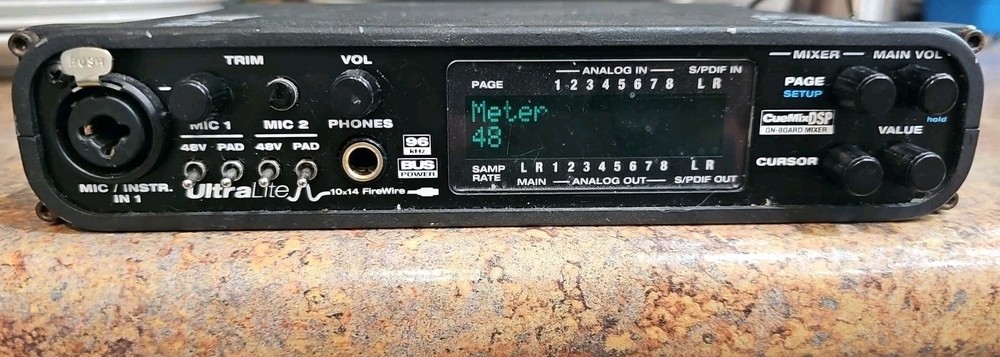 PUSH
TRIM
VOL
MIC 1
MIC 2
48V PAD 48V PAD
PHONES
MIC / INSTR.
IN 1
UltraLite
10x14 FireWire
96
kHz
BUS
POWER
ANALOG IN
S/PDIF IN
PAGE
1 2 3 4 5 6 7 8
L R
Meter
48
SAMP
RATE
L R 1 2 3 4 5 6 7 8
L R
MAIN
ANALOG OUT
S/PDIF OUT
MIXER
MAIN VOL
PAGE
SETUP
hold
CueMixDSP
ON-BOARD MIXER
VALUE
CURSOR